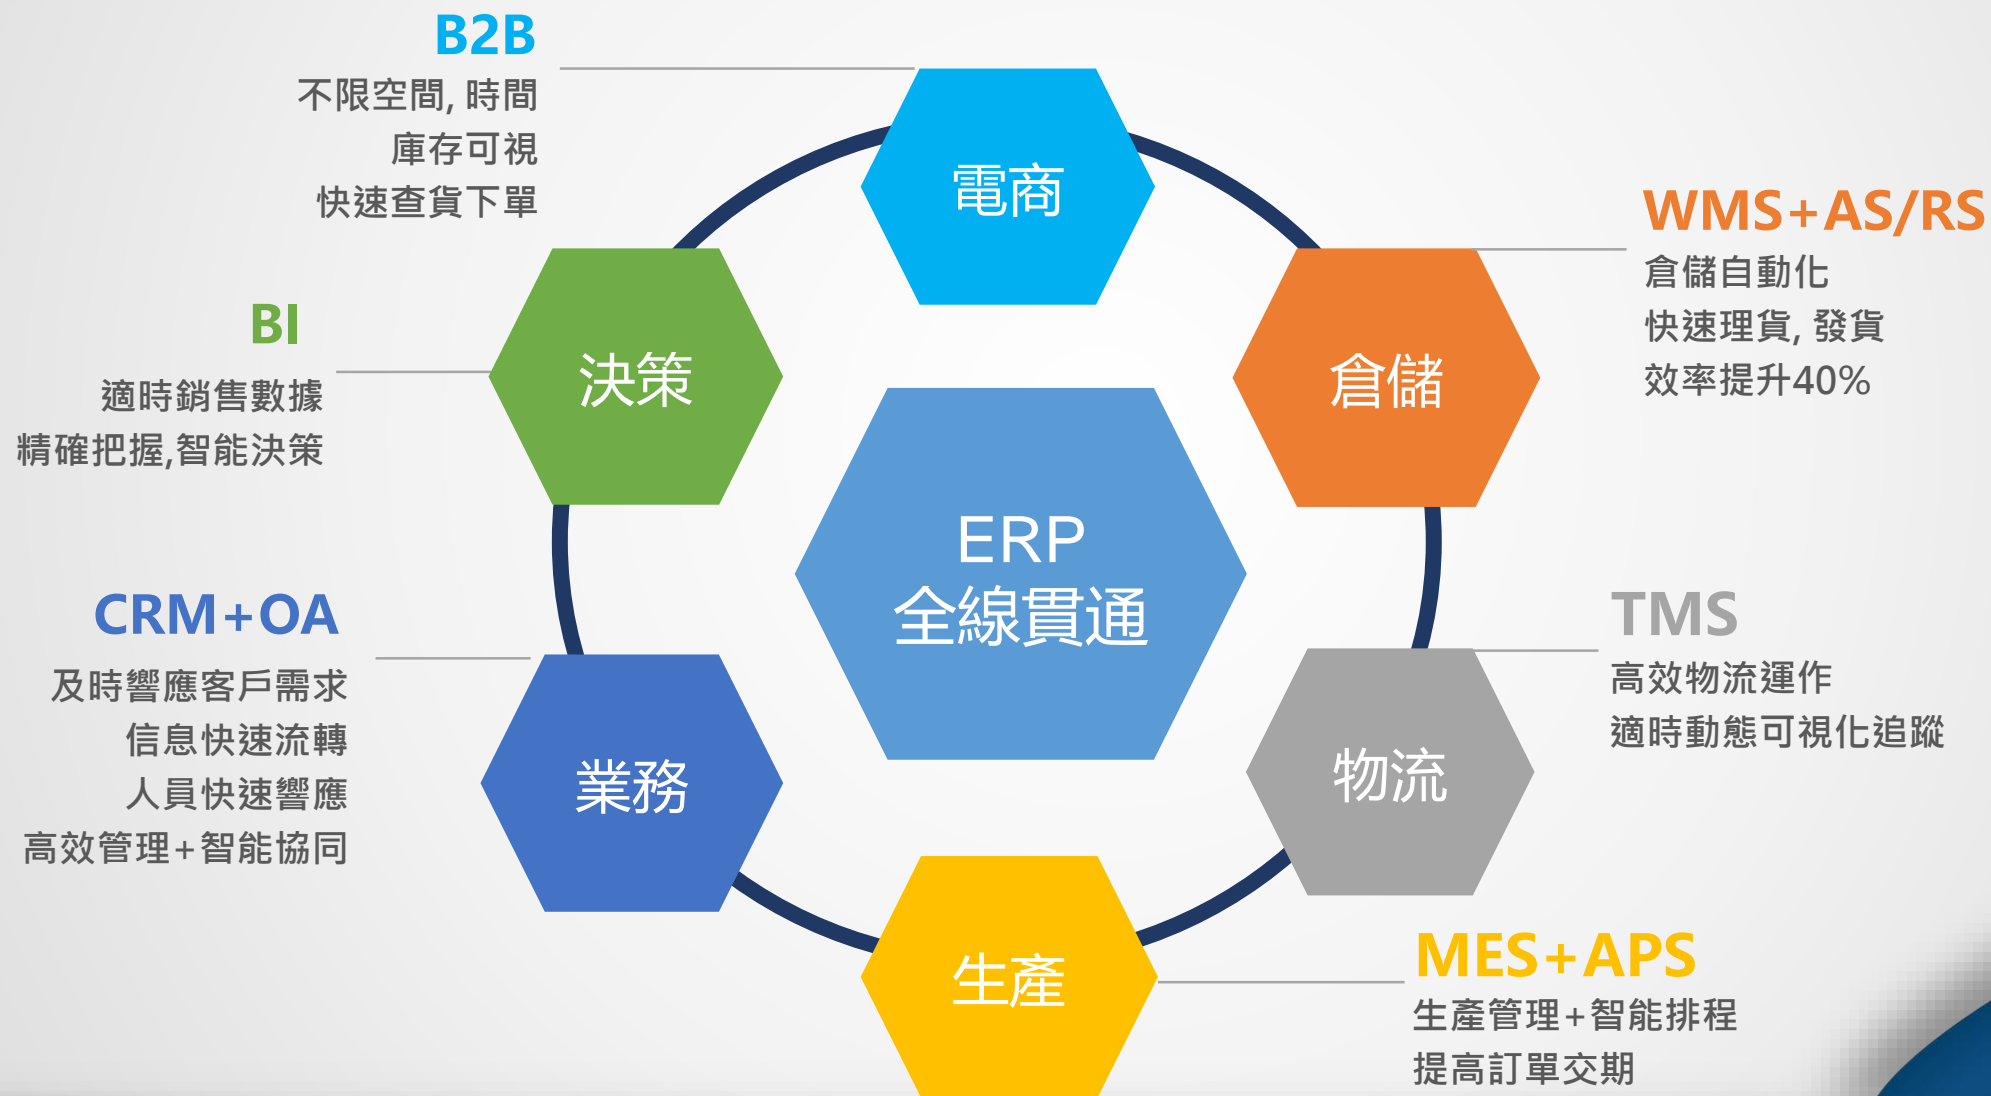 B2B
不限空間, 時間
庫存可視
快速查貨下單
電商
WMS+AS/RS
倉儲自動化
快速理貨, 發貨
效率提升40%
倉儲
BI
適時銷售數據
精確把握,智能決策
決策
ERP
全線貫通
CRM+OA
及時響應客戶需求
信息快速流轉
人員快速響應
高效管理+智能協同
業務
TMS
高效物流運作
適時動態可視化追蹤
物流
MES+APS
生產管理+智能排程
提高訂單交期
生產